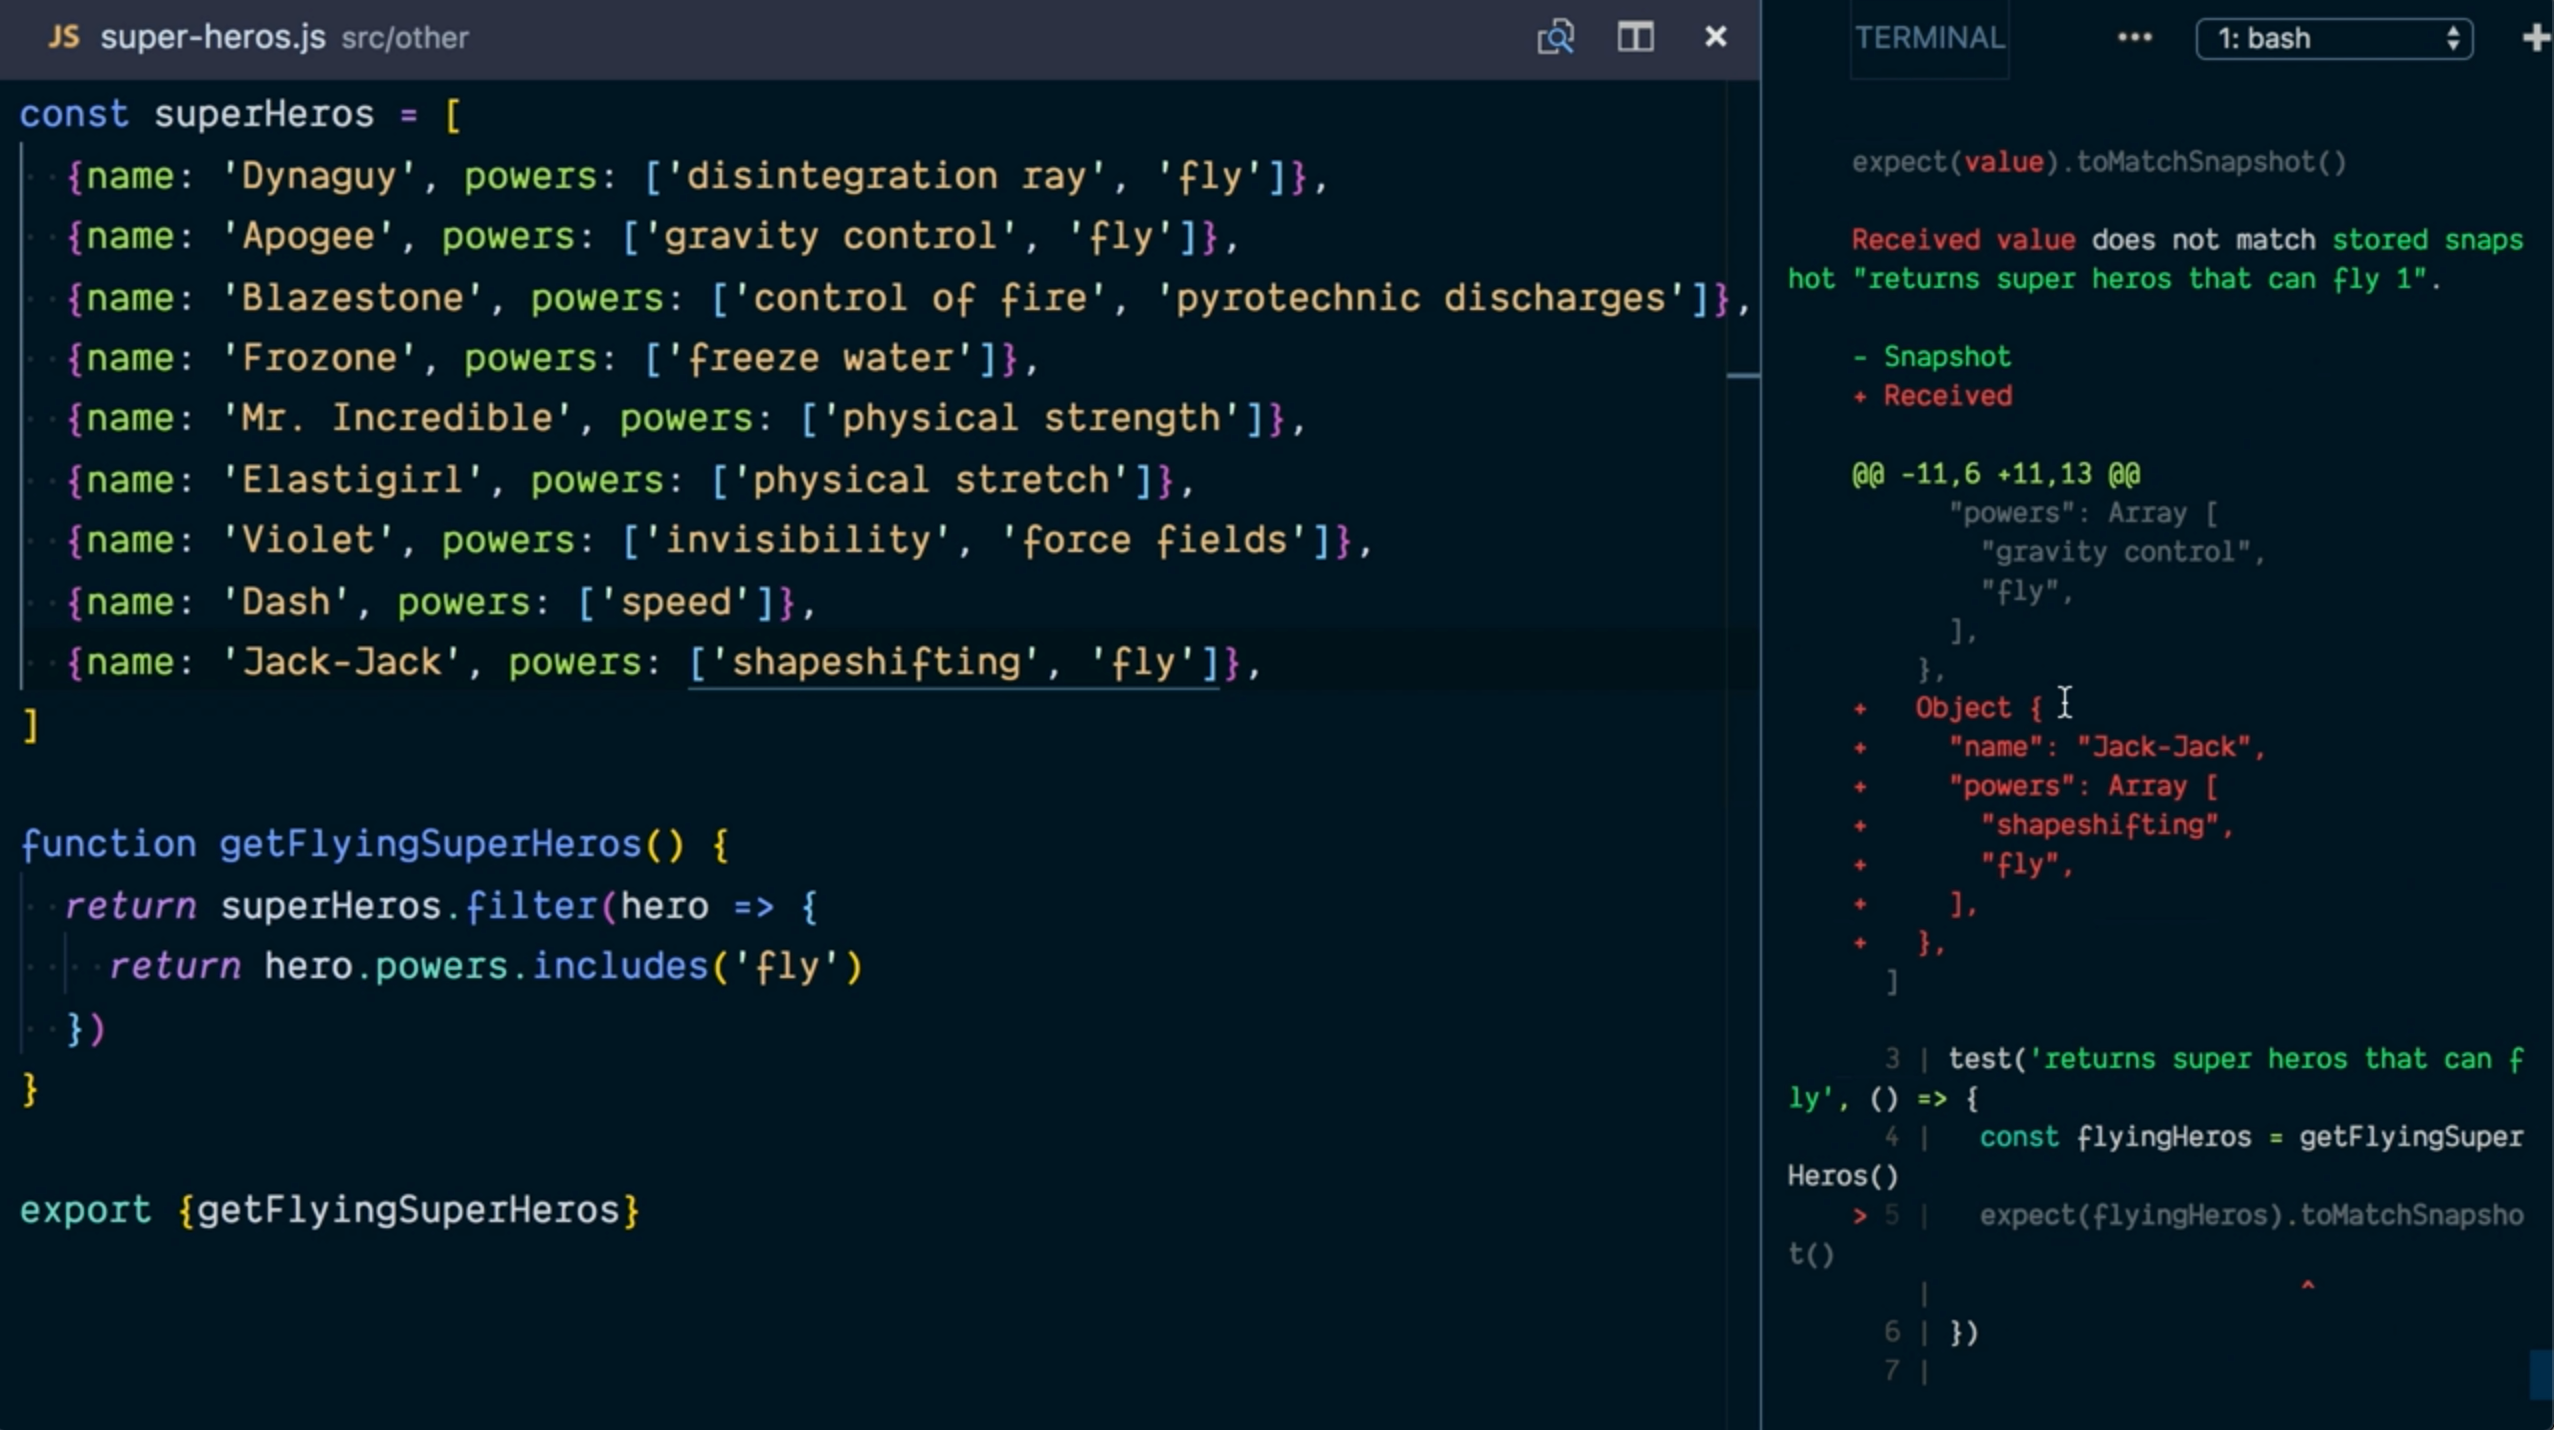 JS super-heros.js src/other
const superHeros = [
{name: 'Dynaguy', powers: ['disintegration ray', 'fly']},
{name: 'Apogee', powers: ['gravity control', 'fly']},
{name: 'Blazestone', powers: ['control of fire', 'pyrotechnic discharges']},
{name: 'Frozone', powers: ['freeze water']},
{name: 'Mr. Incredible', powers: ['physical strength']},
{name: 'Elastigirl', powers: ['physical stretch']},
{name: 'Violet', powers: ['invisibility', 'force fields']},
{name: 'Dash', powers: ['speed']},
{name: 'Jack-Jack', powers: ['shapeshifting', 'fly']},
]
function getFlyingSuperHeros() {
return superHeros.filter(hero => {
return hero.powers.includes('fly')
})
}
export {getFlyingSuperHeros}
TERMINAL ••• 1: bash
expect(value).toMatchSnapshot()
Received value does not match stored snaps
hot "returns super heros that can fly 1".
- Snapshot
+ Received
@@ -11,6 +11,13 @@
"powers": Array [
"gravity control",
"fly",
],
},
+ Object {
+ "name": "Jack-Jack",
+ "powers": Array [
+ "shapeshifting",
+ "fly",
+ ],
+ },
]
3 | test('returns super heros that can f
ly', () => {
4 | const flyingHeros = getFlyingSuper
Heros()
> 5 | expect(flyingHeros).toMatchSnapsho
t()
| ^
6 | })
7 |